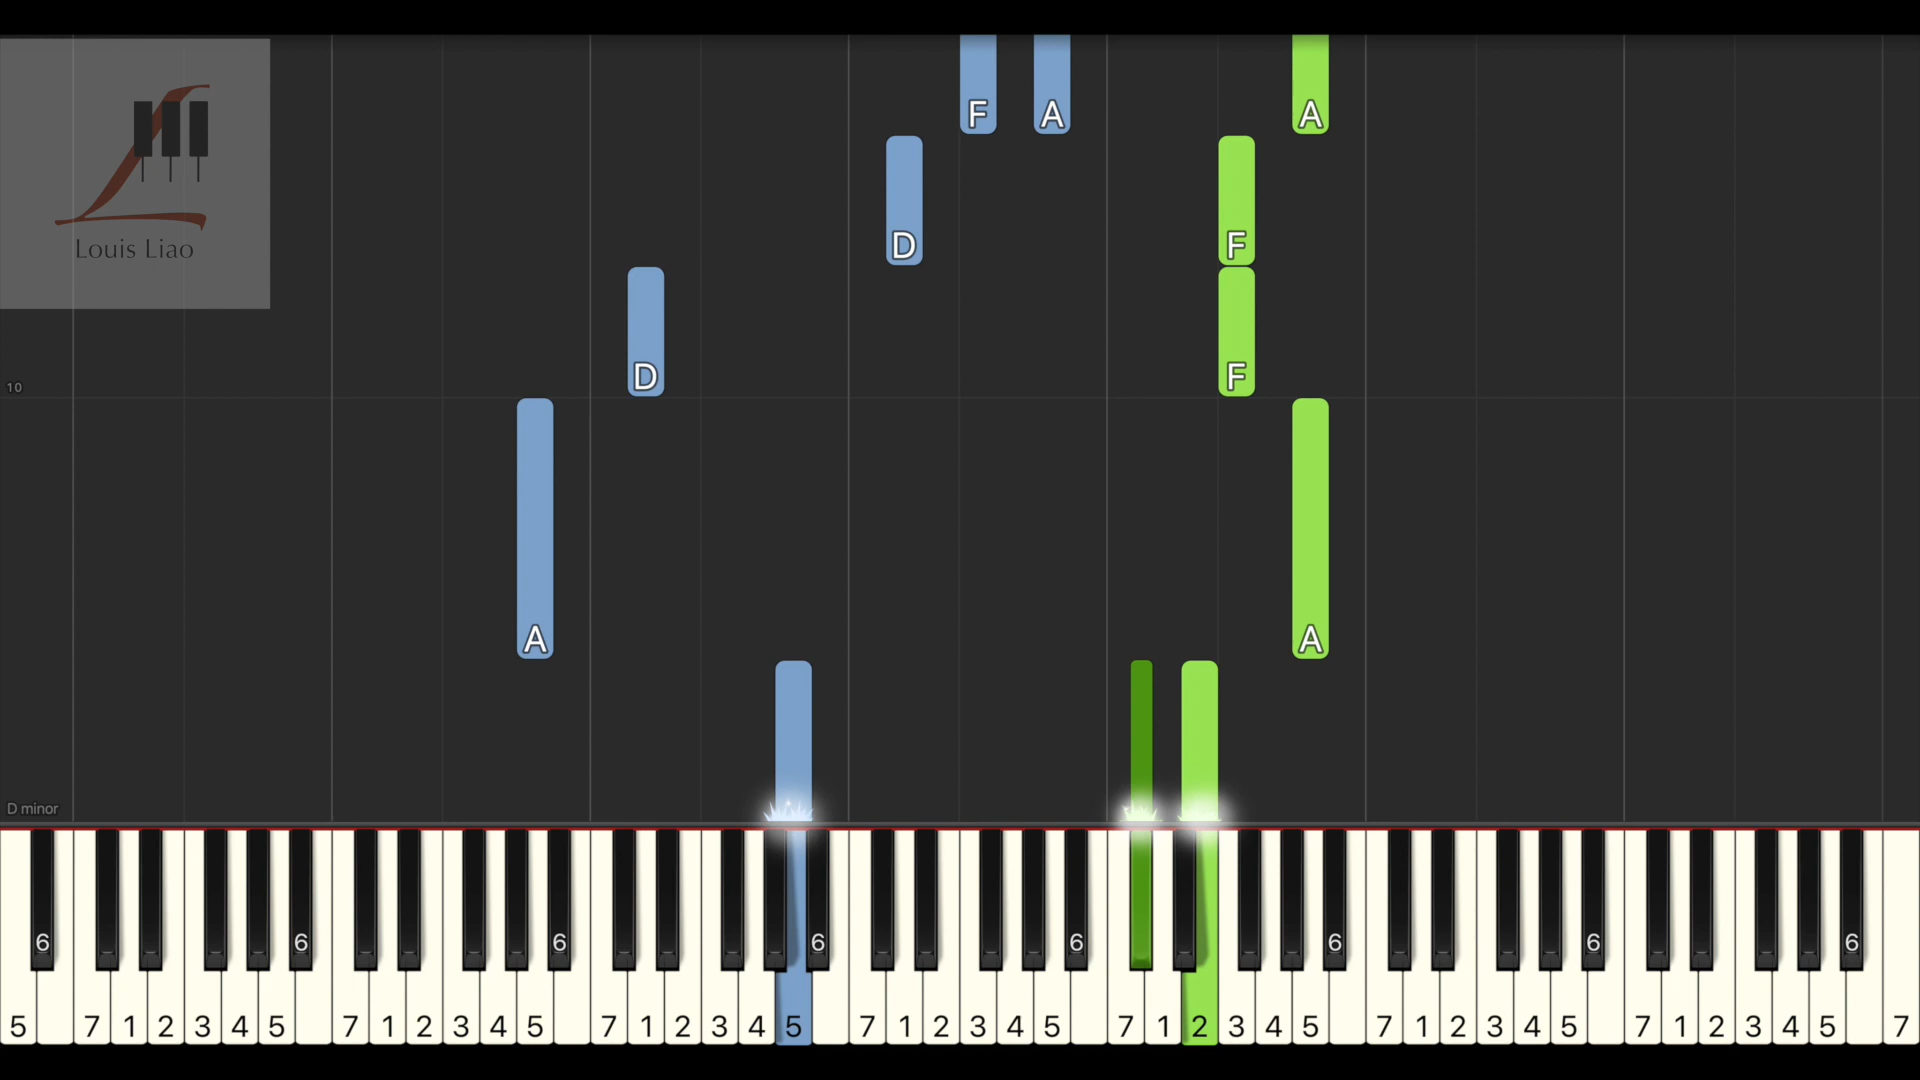 F A A
Louis Liao
D F
D F
10
A A
D minor
6 6 6 6 6 6 6 6
5 7 1 2 3 4 5 7 1 2 3 4 5 7 1 2 3 4 5 7 1 2 3 4 5 7 1 2 3 4 5 7 1 2 3 4 5 7 1 2 3 4 5 7